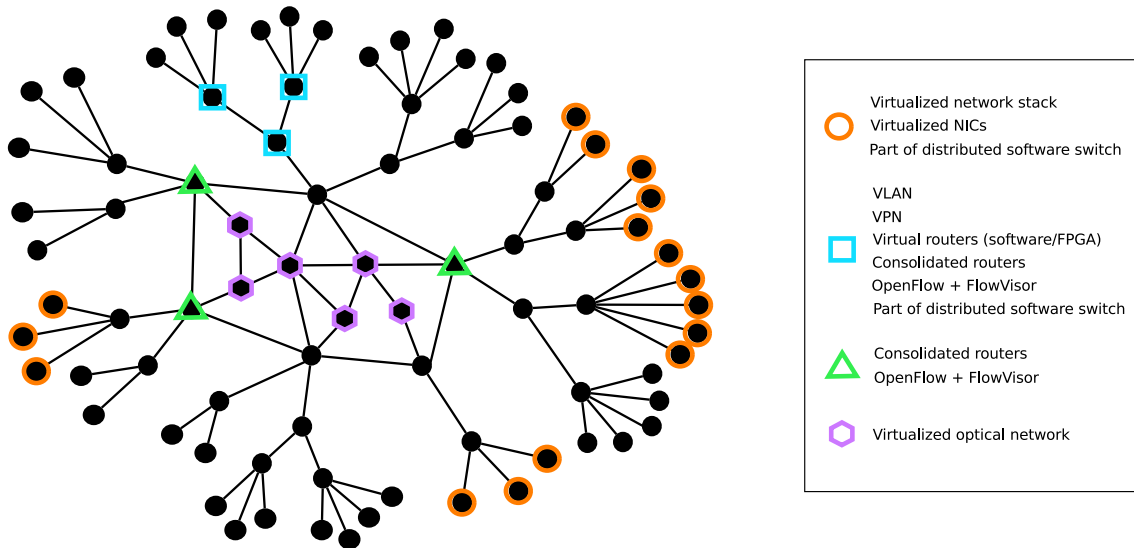 Virtualized network stack
Virtualized NICs
Part of distributed software switch
VLAN
VPN
Virtual routers (software/FPGA)
Consolidated routers
OpenFlow + FlowVisor
Part of distributed software switch
Consolidated routers
OpenFlow + FlowVisor
Virtualized optical network